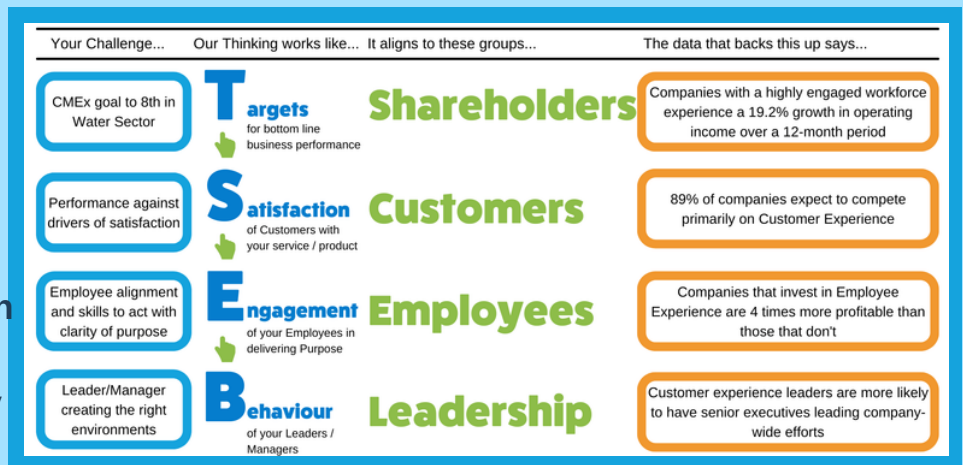 Your Challenge... Our Thinking works like... It aligns to these groups... The data that backs this up says...
CMEx goal to 8th in
Water Sector
Targets
for bottom line
business performance
Shareholders
Companies with a highly engaged workforce
experience a 19.2% growth in operating
income over a 12-month period
Performance against
drivers of satisfaction
Satisfaction
of Customers with
your service / product
Customers
89% of companies expect to compete
primarily on Customer Experience
Employee alignment
and skills to act with
clarity of purpose
Engagement
of your Employees in
delivering Purpose
Employees
Companies that invest in Employee
Experience are 4 times more profitable than
those that don't
Leader/Manager
creating the right
environments
Behaviour
of your Leaders /
Managers
Leadership
Customer experience leaders are more likely
to have senior executives leading company-
wide efforts